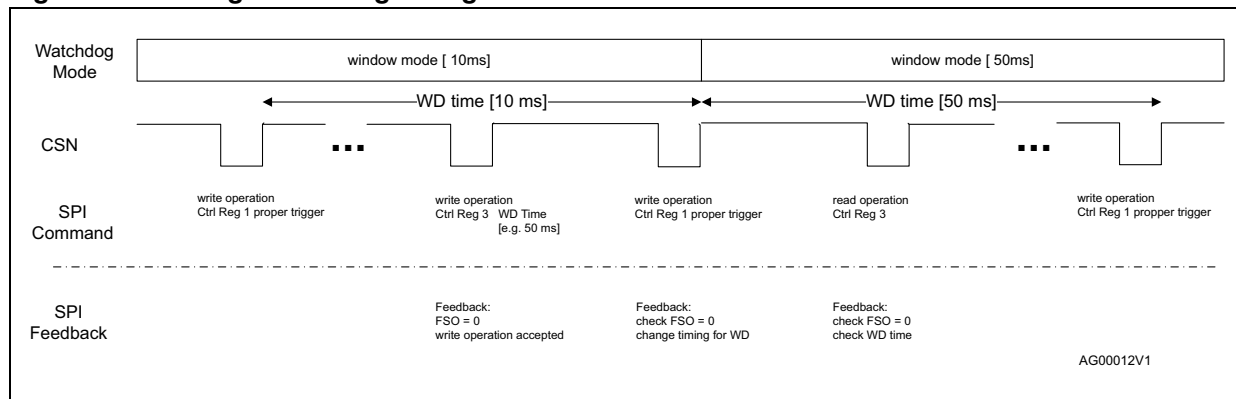 Watchdog
Mode
window mode [ 10ms]
window mode [ 50ms]
WD time [10 ms]
WD time [50 ms]
CSN
SPI
Command
write operation
Ctrl Reg 1 proper trigger
write operation
Ctrl Reg 3 WD Time
[e.g. 50 ms]
write operation
Ctrl Reg 1 proper trigger
read operation
Ctrl Reg 3
write operation
Ctrl Reg 1 propper trigger
SPI
Feedback
Feedback:
FSO = 0
write operation accepted
Feedback:
check FSO = 0
change timing for WD
Feedback:
check FSO = 0
check WD time
AG00012V1